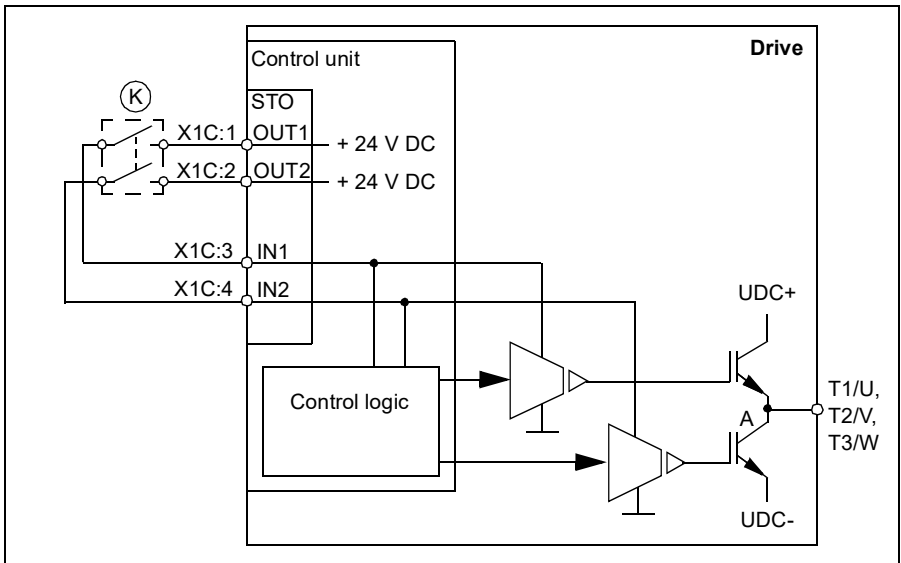 Drive
Control unit
K
STO
X1C:1 OUT1 + 24 V DC
X1C:2 OUT2 + 24 V DC
X1C:3 IN1
X1C:4 IN2
UDC+
Control logic
A
T1/U,
T2/V,
T3/W
UDC-